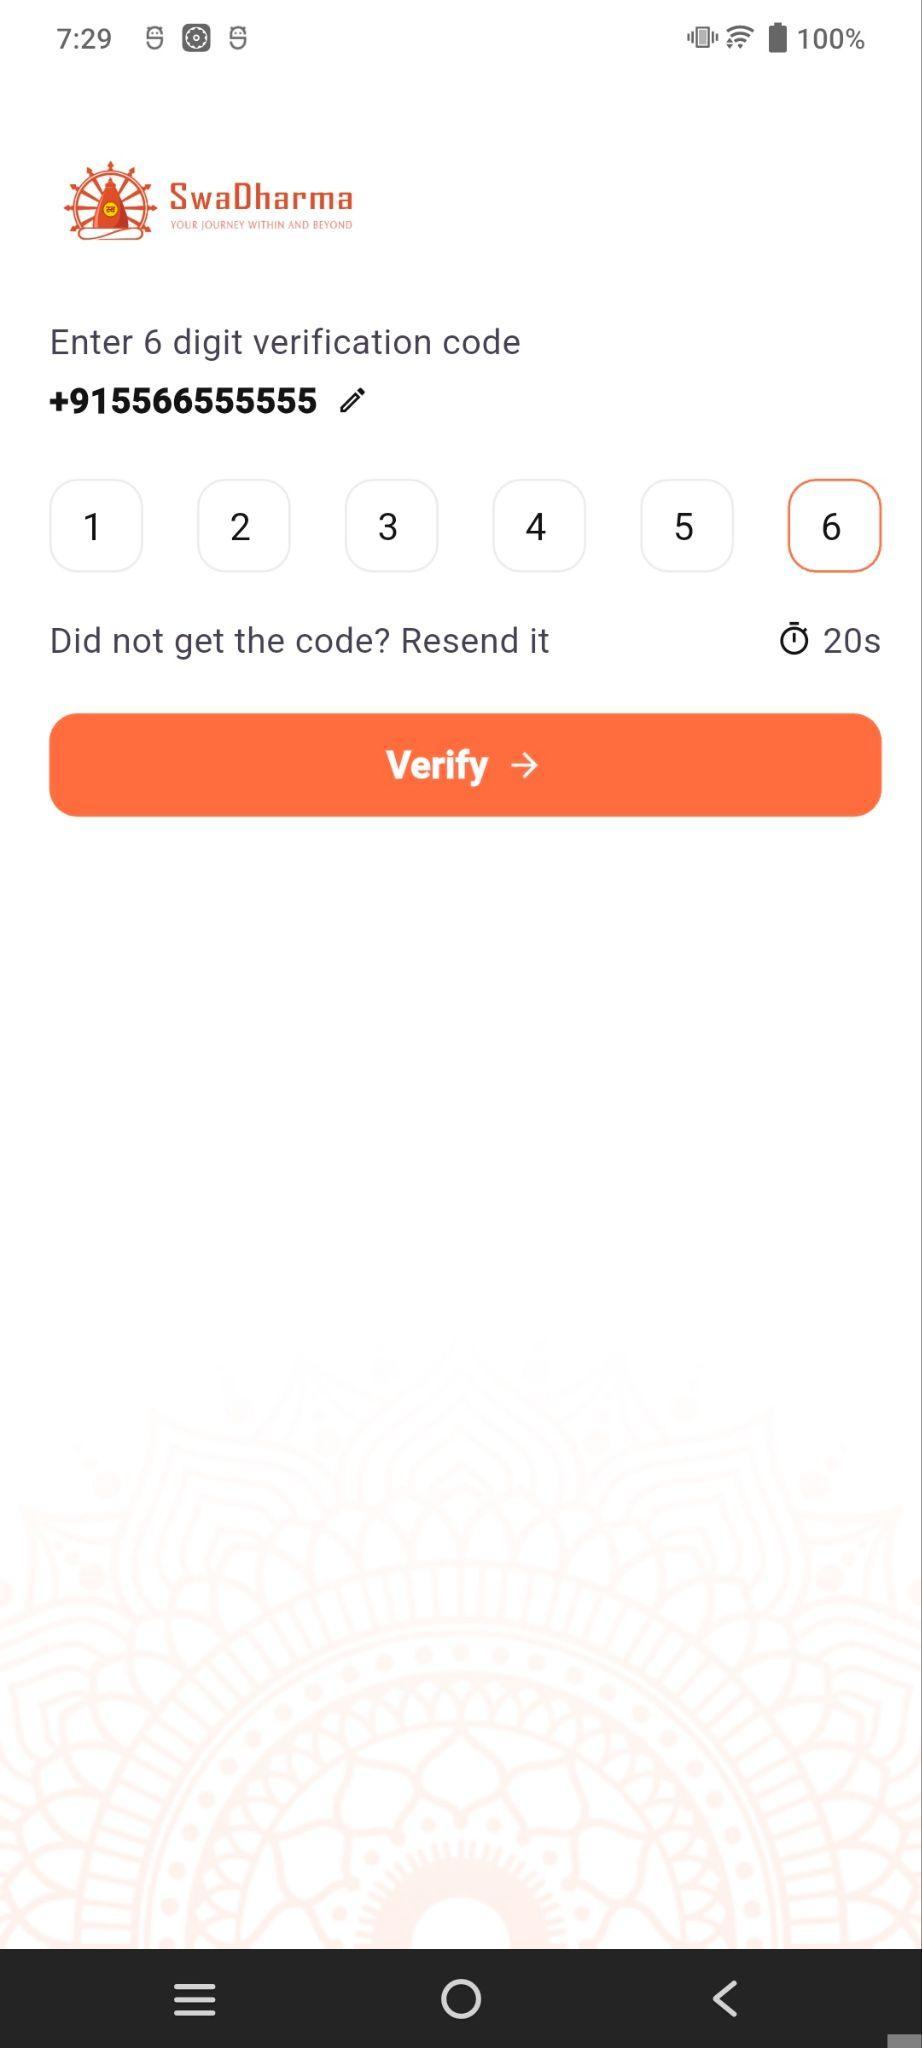 7:29 100%
SwaDharma
YOUR JOURNEY WITHIN AND BEYOND
Enter 6 digit verification code
+915566555555
1 2 3 4 5 6
Did not get the code? Resend it 20s
Verify →